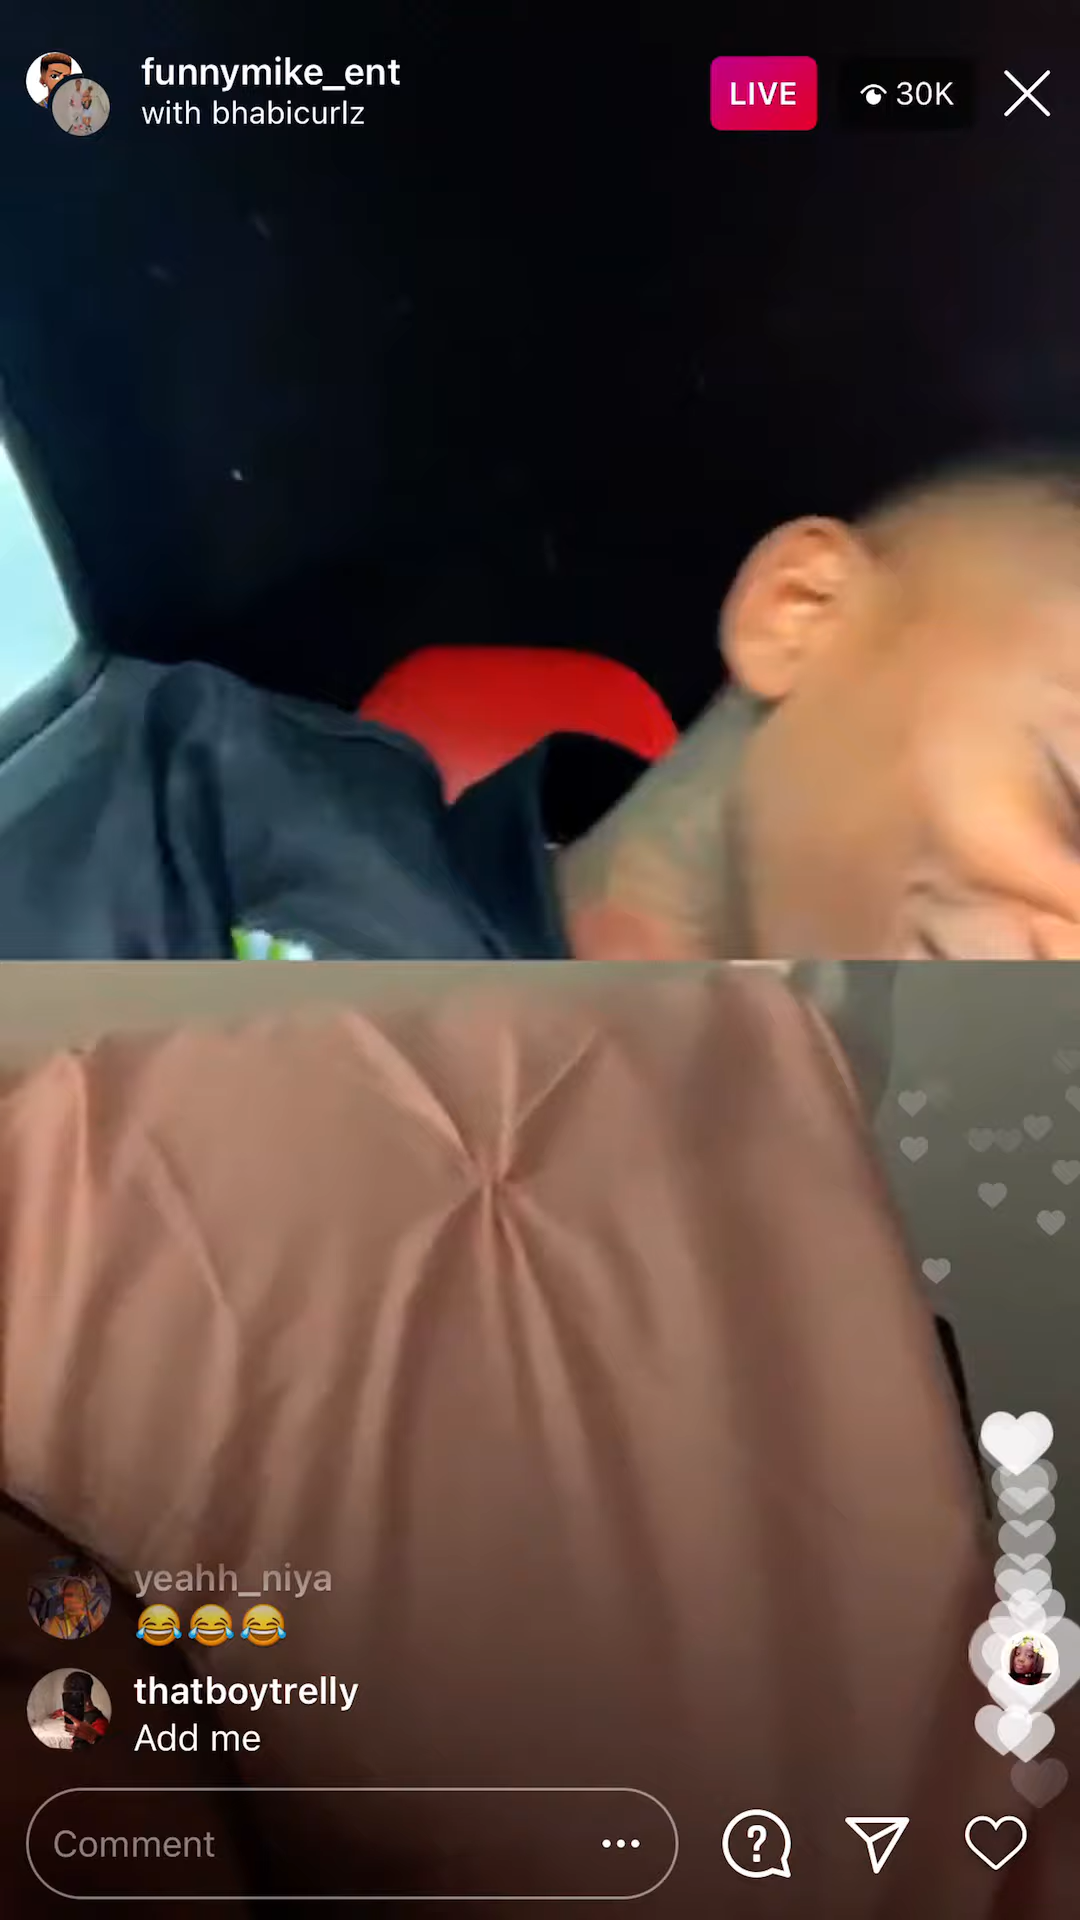 funnymike_ent
with bhabicurlz
LIVE
30K
yeahh_niya
😂😂😂
thatboytrelly
Add me
Comment